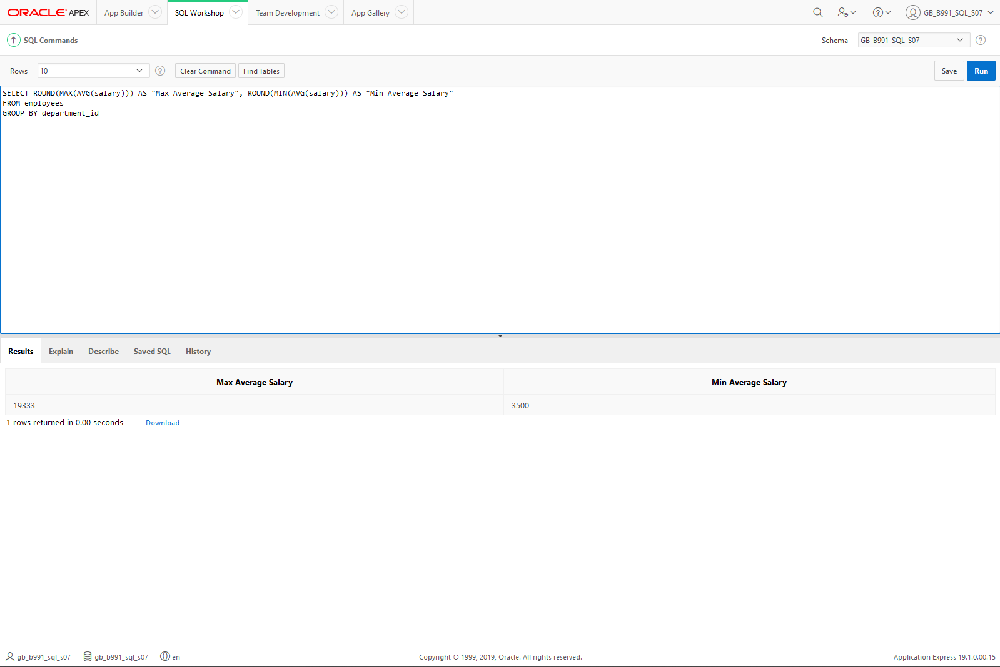 ORACLE® APEX App Builder SQL Workshop Team Development App Gallery GB_B991_SQL_S07
SQL Commands Schema GB_B991_SQL_S07
Rows 10 Clear Command Find Tables Save Run
SELECT ROUND(MAX(AVG(salary))) AS "Max Average Salary", ROUND(MIN(AVG(salary))) AS "Min Average Salary"
FROM employees
GROUP BY department_id
Results Explain Describe Saved SQL History
Max Average Salary Min Average Salary
19333 3500
1 rows returned in 0.00 seconds Download
gb_b991_sql_s07 gb_b991_sql_s07 en Copyright © 1999, 2019, Oracle. All rights reserved. Application Express 19.1.0.00.15